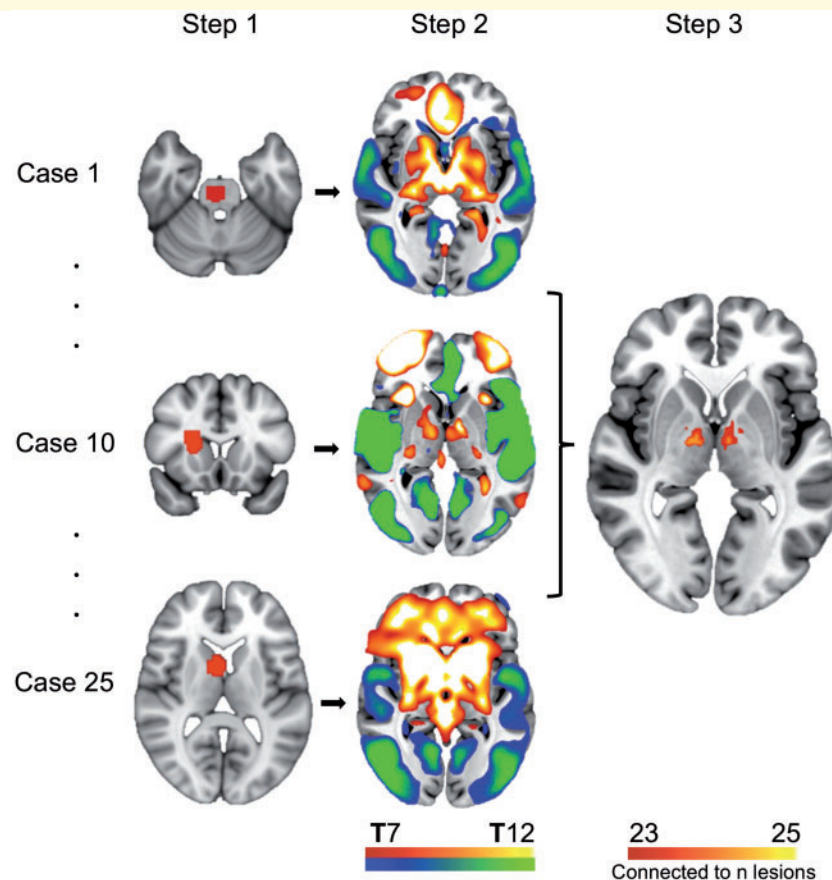 Step 1 Step 2 Step 3
Case 1
Case 10
Case 25
T7 T12 23 25
Connected to n lesions